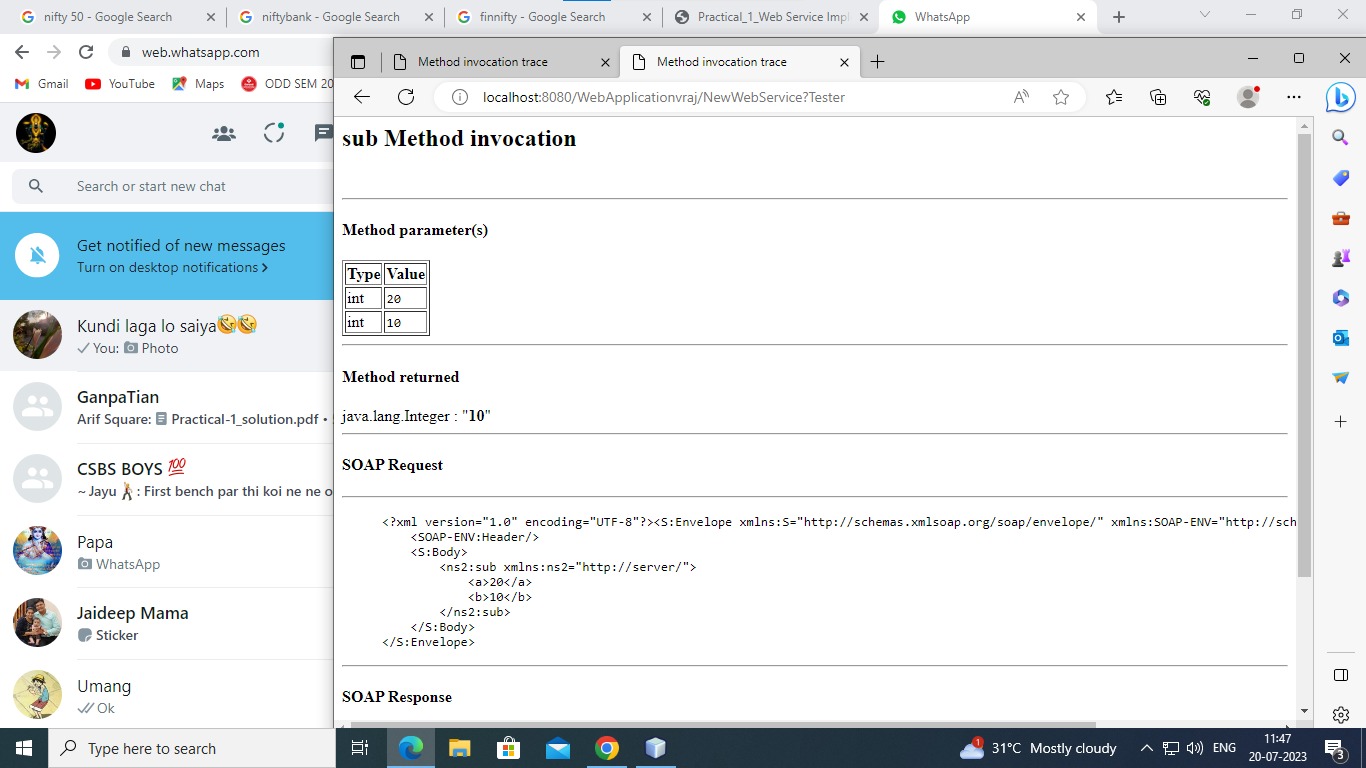 nifty 50 - Google Search
niftybank - Google Search
finnifty - Google Search
Practical_1_Web Service Impl
WhatsApp
web.whatsapp.com
Gmail
YouTube
Maps
ODD SEM 20
Search or start new chat
Get notified of new messages
Turn on desktop notifications >
Kundi laga lo saiya🤣🤣
You: Photo
GanpaTian
Arif Square: Practical-1_solution.pdf •
CSBS BOYS 💯
~ Jayu 🕺: First bench par thi koi ne ne o
Papa
WhatsApp
Jaideep Mama
Sticker
Umang
Ok
Method invocation trace
Method invocation trace
localhost:8080/WebApplicationvraj/NewWebService?Tester
sub Method invocation
Method parameter(s)
Type Value
int 20
int 10
Method returned
java.lang.Integer : "10"
SOAP Request
<?xml version="1.0" encoding="UTF-8"?><S:Envelope xmlns:S="http://schemas.xmlsoap.org/soap/envelope/" xmlns:SOAP-ENV="http://sch
<SOAP-ENV:Header/>
<S:Body>
<ns2:sub xmlns:ns2="http://server/">
<a>20</a>
<b>10</b>
</ns2:sub>
</S:Body>
</S:Envelope>
SOAP Response
Type here to search
1
31°C Mostly cloudy
ENG
11:47
20-07-2023
3